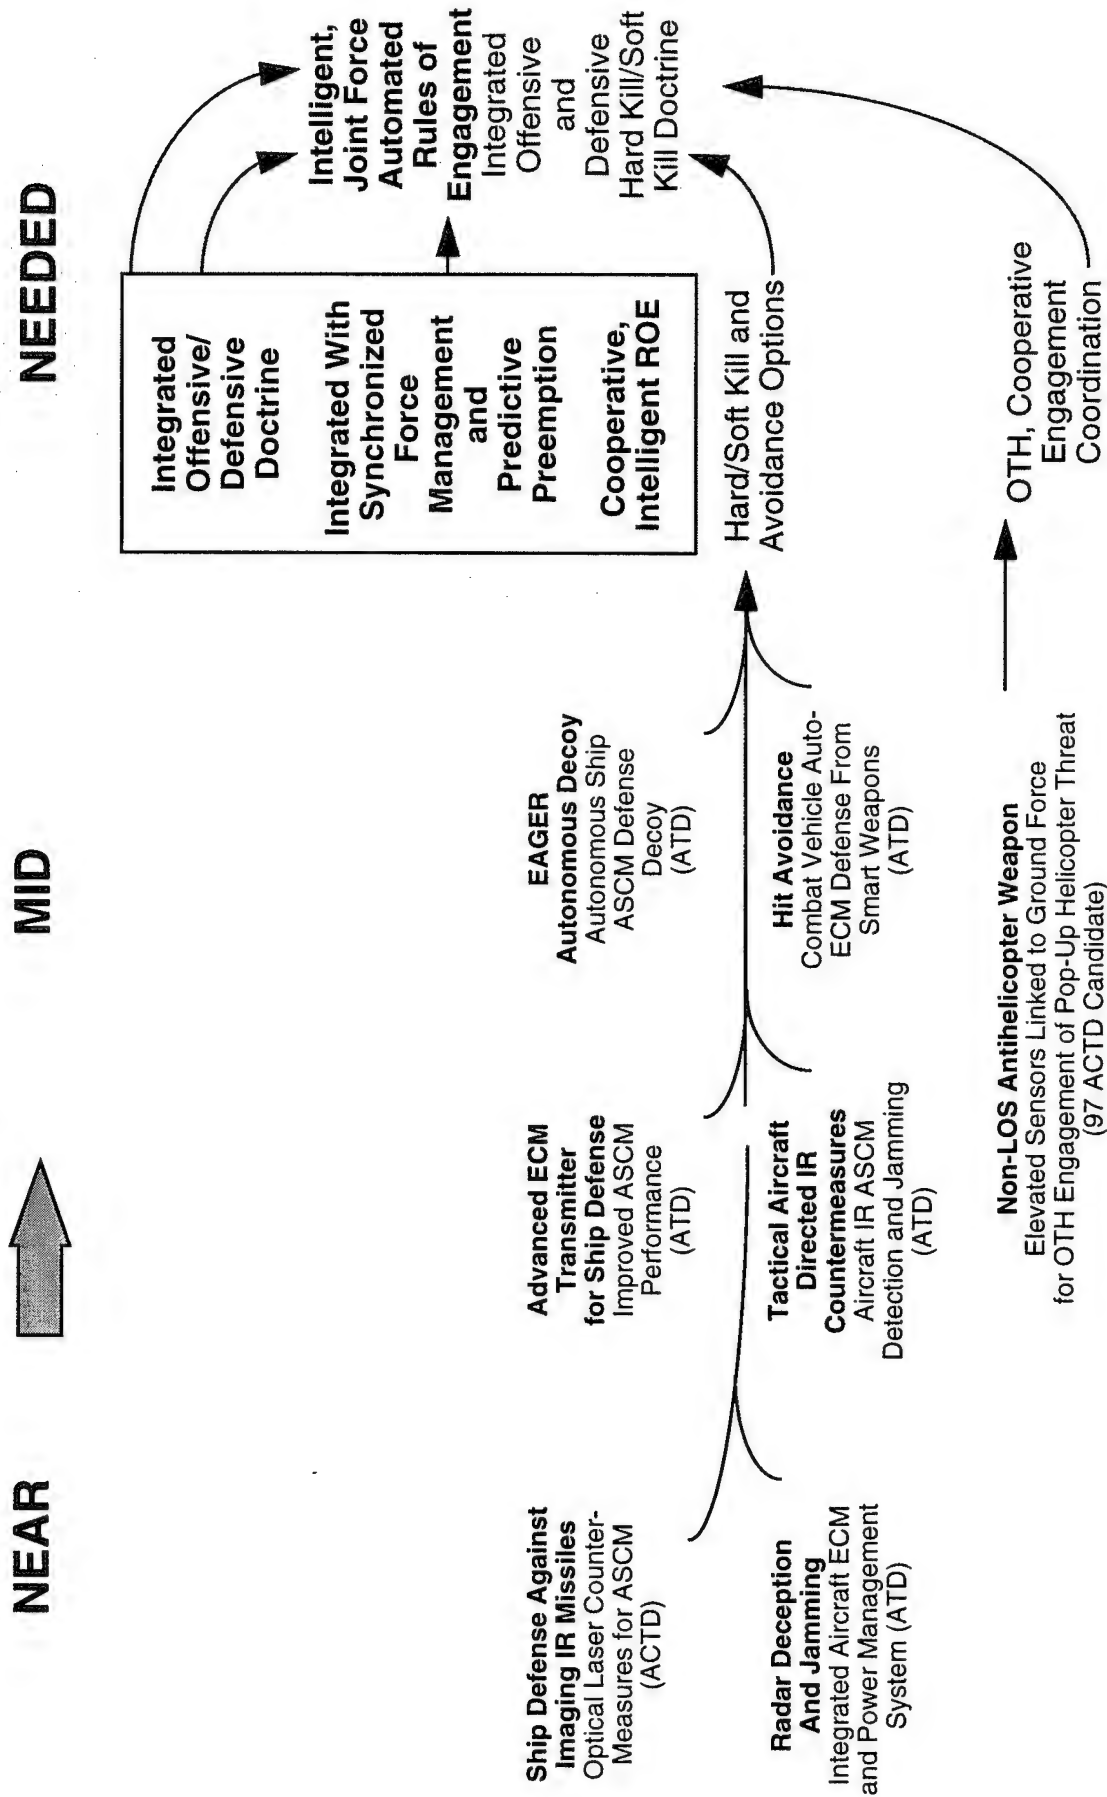 NEAR
MID
NEEDED
Ship Defense Against
Imaging IR Missiles
Optical Laser Counter-
Measures for ASCM
(ACTD)
Radar Deception
And Jamming
Integrated Aircraft ECM
and Power Management
System (ATD)
Advanced ECM
Transmitter
for Ship Defense
Improved ASCM
Performance
(ATD)
Tactical Aircraft
Directed IR
Countermeasures
Aircraft IR ASCM
Detection and Jamming
(ATD)
EAGER
Autonomous Decoy
Autonomous Ship
ASCM Defense
Decoy
(ATD)
Hit Avoidance
Combat Vehicle Auto-
ECM Defense From
Smart Weapons
(ATD)
Non-LOS Antihelicopter Weapon
Elevated Sensors Linked to Ground Force
for OTH Engagement of Pop-Up Helicopter Threat
(97 ACTD Candidate)
Integrated
Offensive/
Defensive
Doctrine
Integrated With
Synchronized
Force
Management
and
Predictive
Preemption
Cooperative,
Intelligent ROE
Hard/Soft Kill and
Avoidance Options
OTH, Cooperative
Engagement
Coordination
Intelligent,
Joint Force
Automated
Rules of
Engagement
Integrated
Offensive
and
Defensive
Hard Kill/Soft
Kill Doctrine